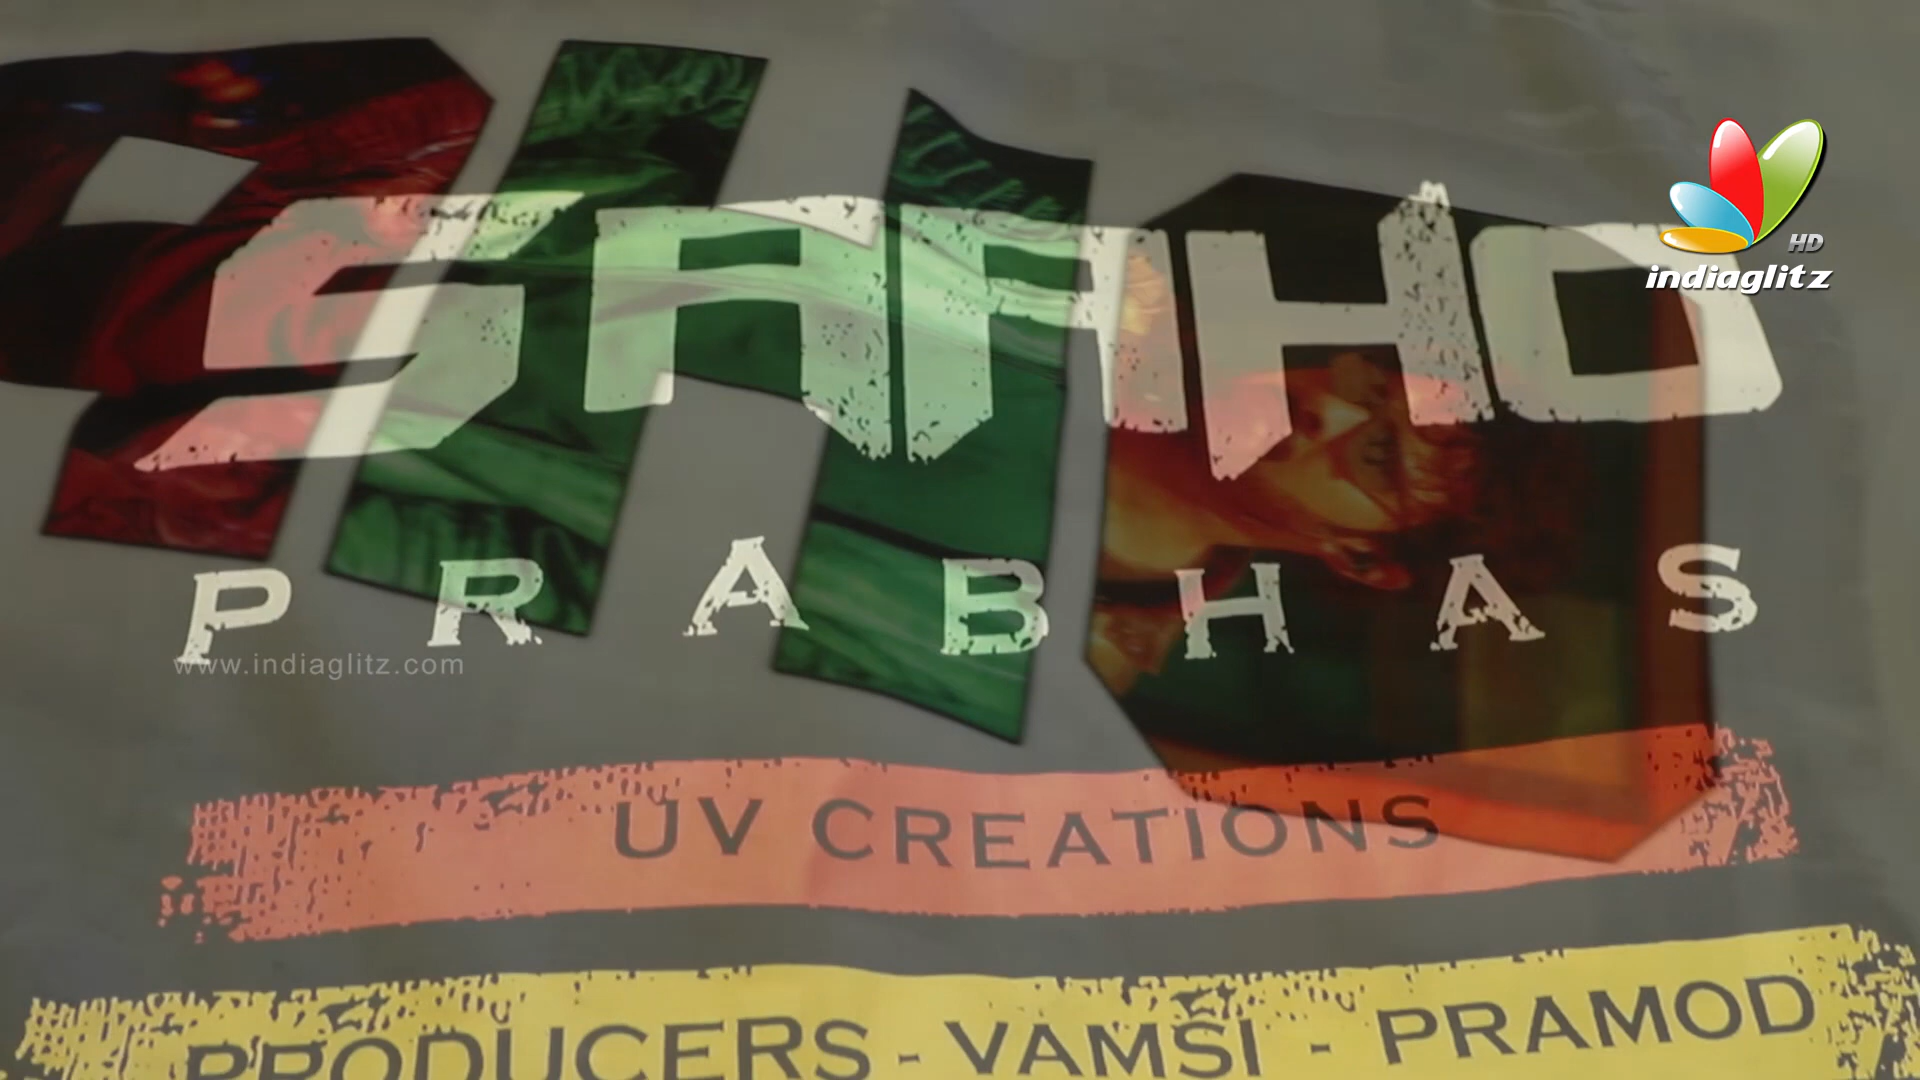 SAAHO
HD
indiaglitz
PRABHAS
www.indiaglitz.com
UV CREATIONS
PRODUCERS - VAMSI - PRAMOD